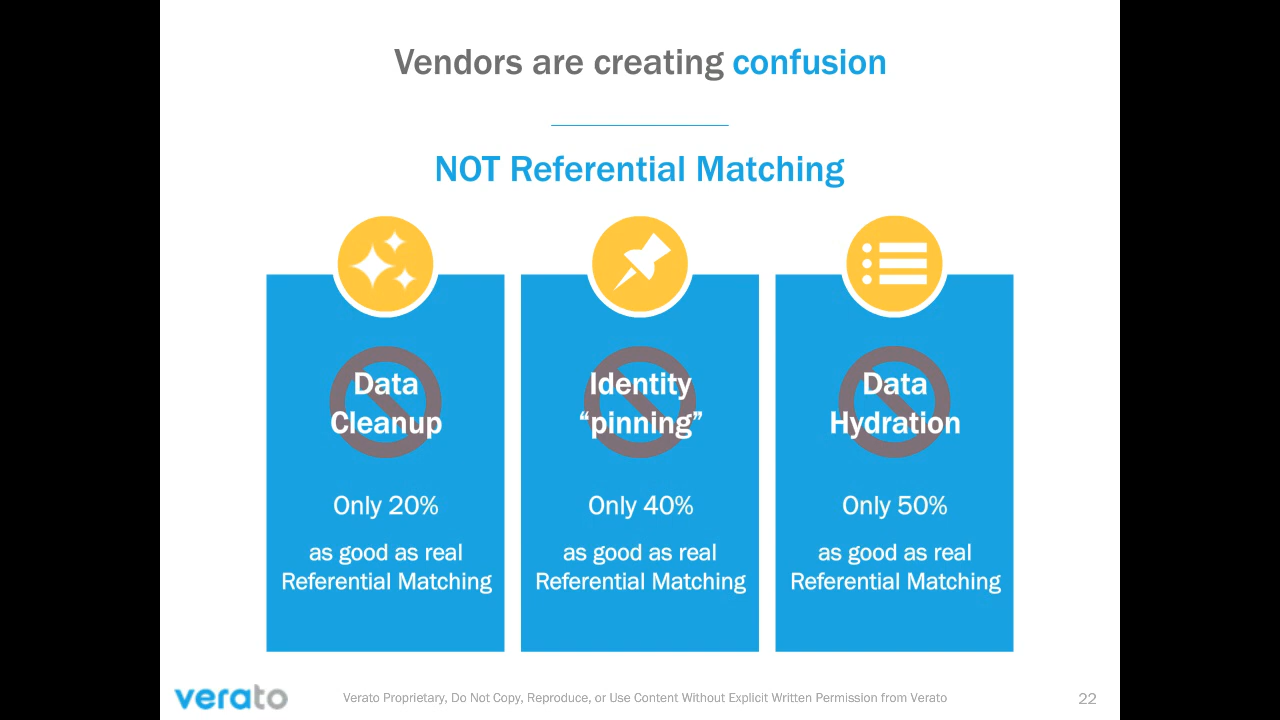 Vendors are creating confusion
NOT Referential Matching
Data
Cleanup
Only 20%
as good as real
Referential Matching
Identity
“pinning”
Only 40%
as good as real
Referential Matching
Data
Hydration
Only 50%
as good as real
Referential Matching
verato
Verato Proprietary, Do Not Copy, Reproduce, or Use Content Without Explicit Written Permission from Verato
22